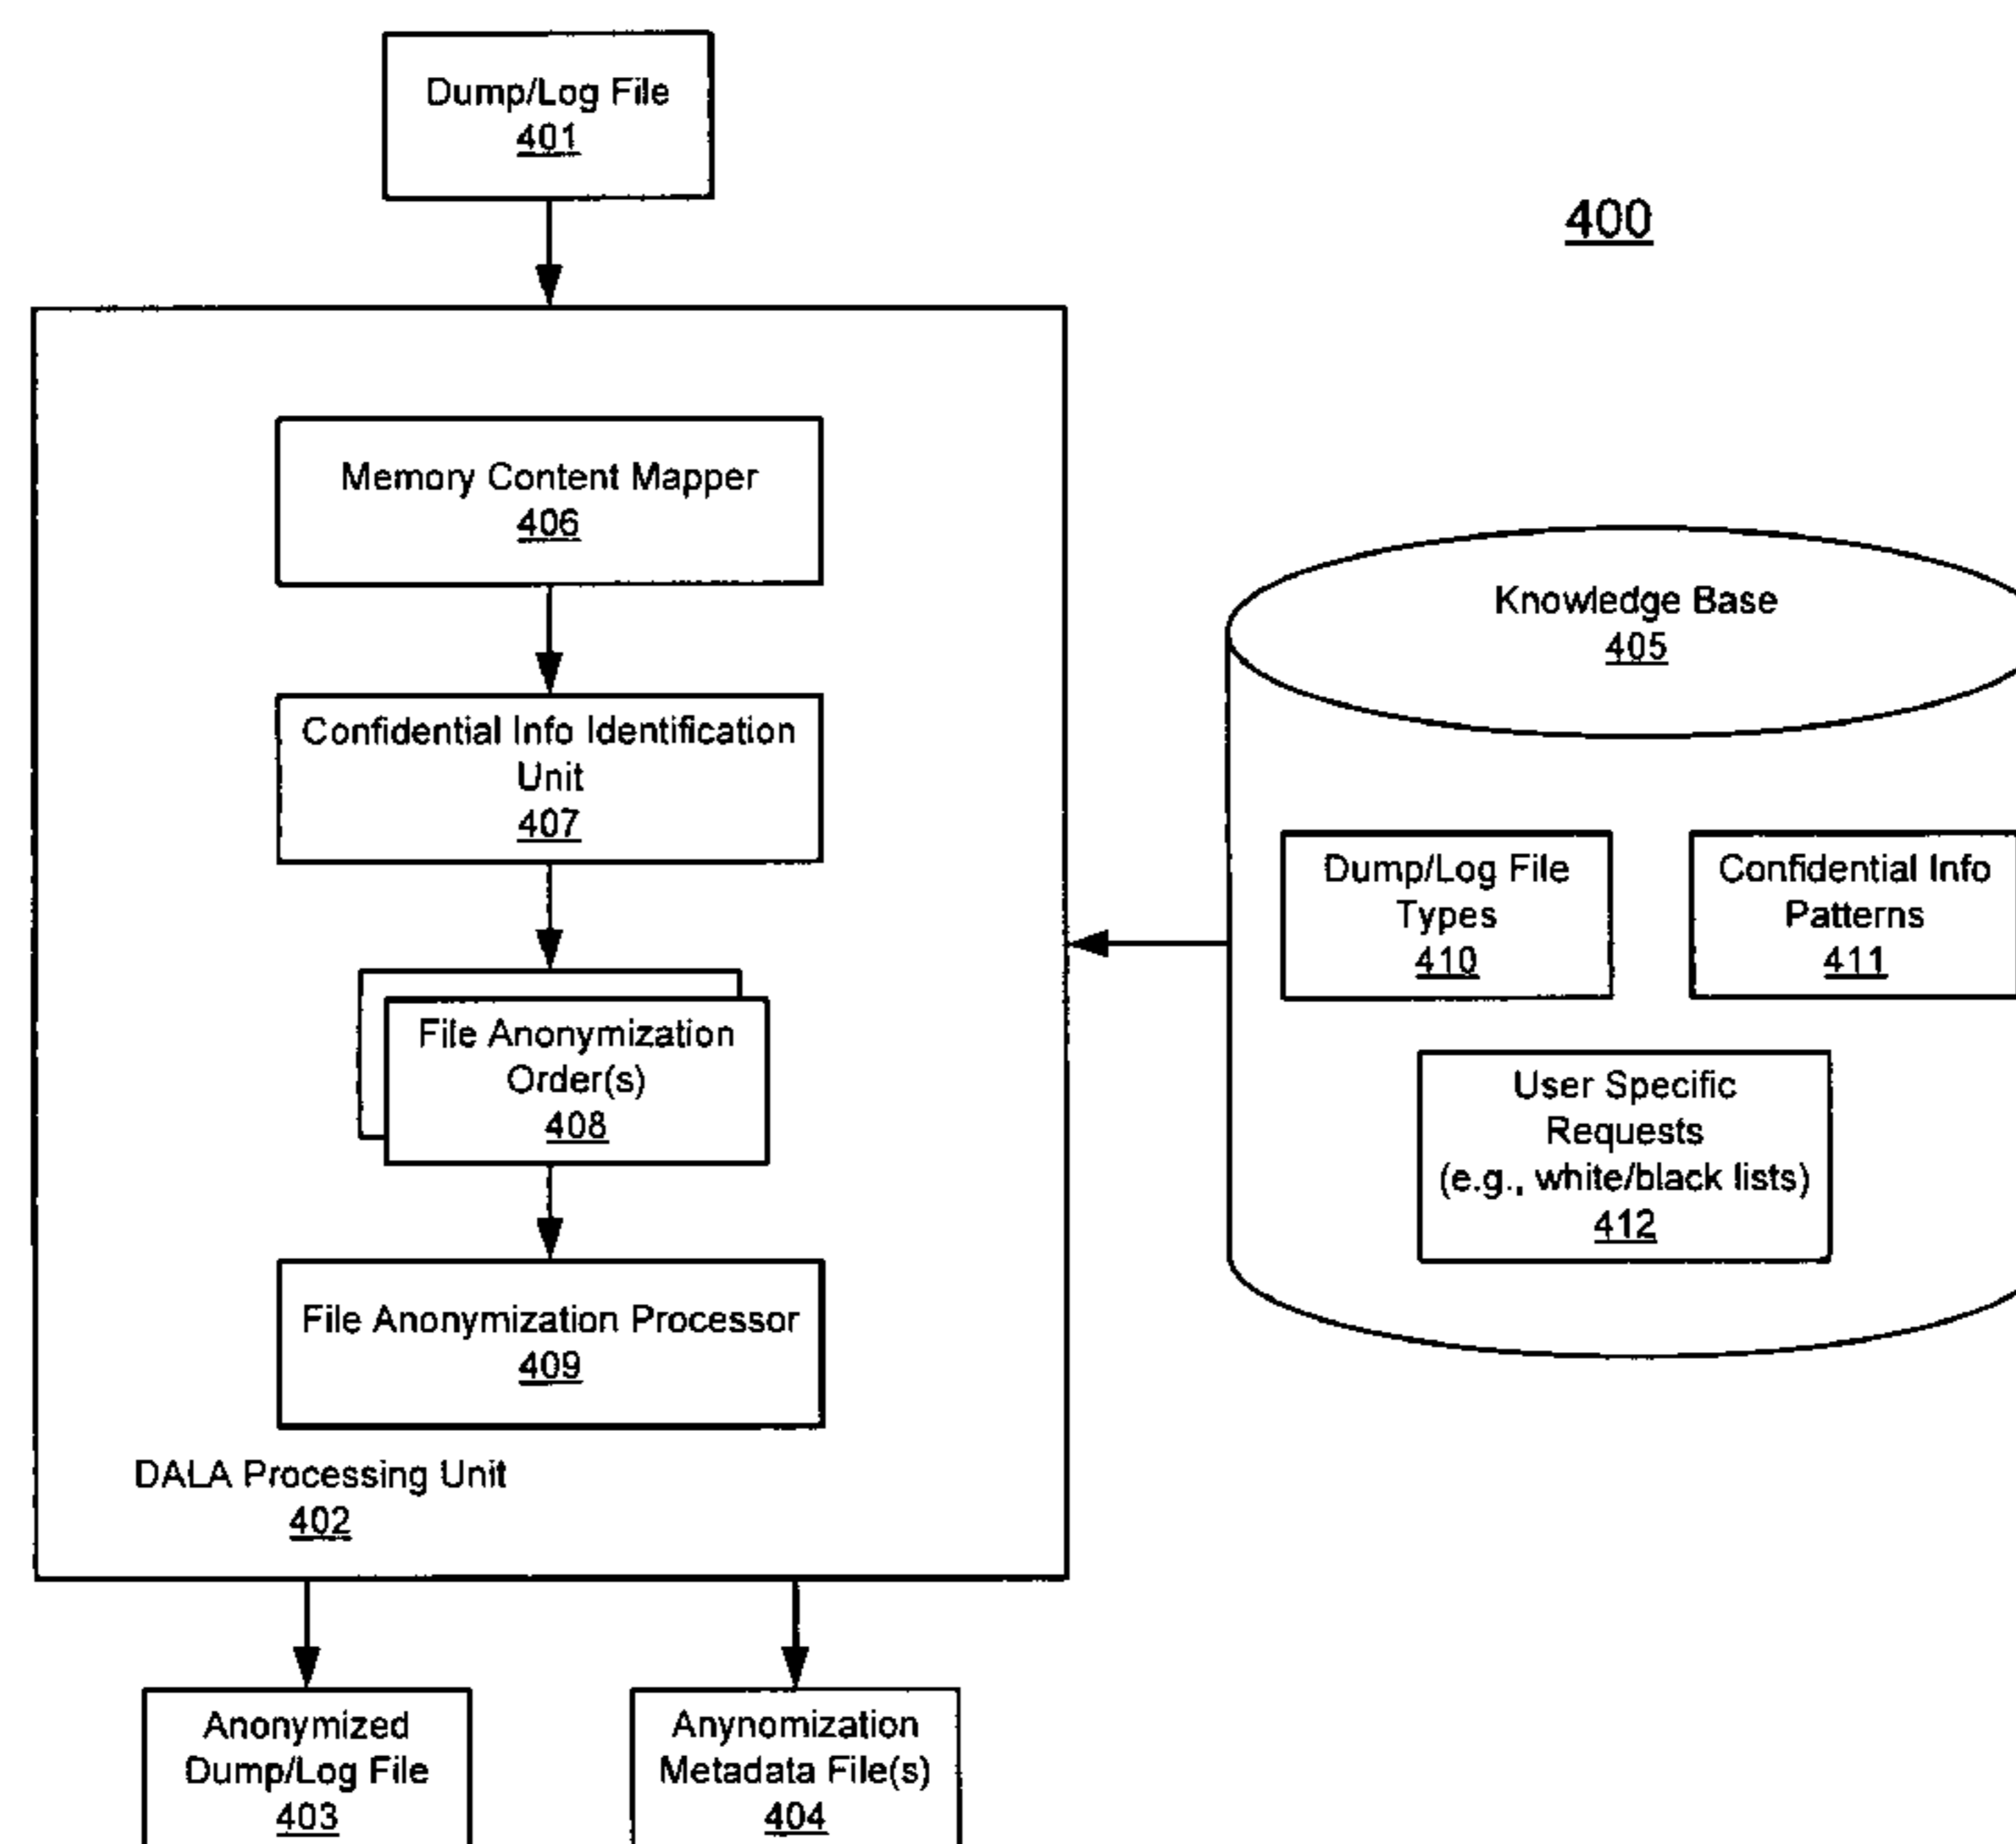 Dump/Log File
401
400
Memory Content Mapper
406
Confidential Info Identification
Unit
407
File Anonymization
Order(s)
408
File Anonymization Processor
409
DALA Processing Unit
402
Knowledge Base
405
Dump/Log File
Types
410
Confidential Info
Patterns
411
User Specific
Requests
(e.g., white/black lists)
412
Anonymized
Dump/Log File
403
Anynomization
Metadata File(s)
404